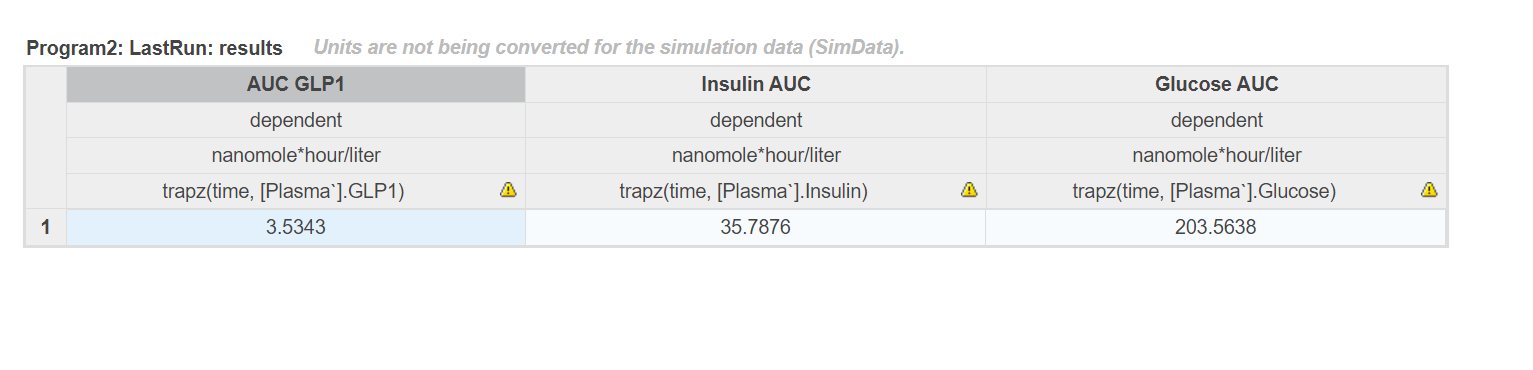 Program2: LastRun: results Units are not being converted for the simulation data (SimData).
AUC GLP1 Insulin AUC Glucose AUC
dependent dependent dependent
nanomole*hour/liter nanomole*hour/liter nanomole*hour/liter
trapz(time, [Plasma`].GLP1) trapz(time, [Plasma`].Insulin) trapz(time, [Plasma`].Glucose)
1 3.5343 35.7876 203.5638